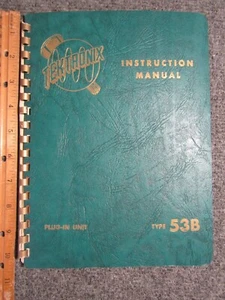 TEKTRONIX
INSTRUCTION
MANUAL
PLUG-IN UNIT
TYPE 53B